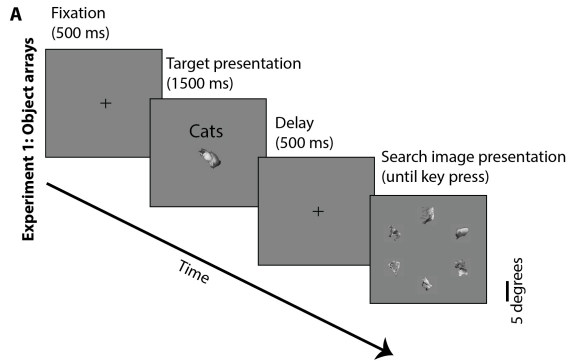 A
Experiment 1: Object arrays
Fixation
(500 ms)
Target presentation
(1500 ms)
Cats
Delay
(500 ms)
Search image presentation
(until key press)
Time
5 degrees